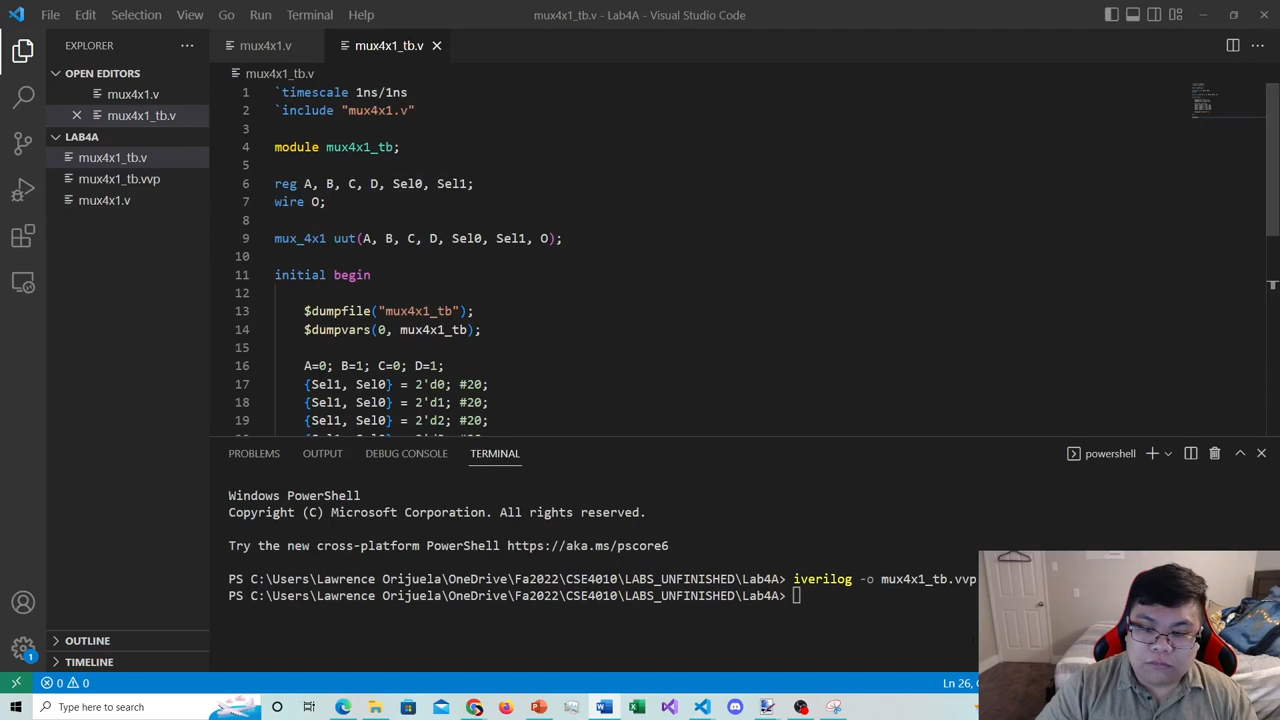 File Edit Selection View Go Run Terminal Help
mux4x1_tb.v - Lab4A - Visual Studio Code
EXPLORER
OPEN EDITORS
mux4x1.v
mux4x1_tb.v
LAB4A
mux4x1_tb.v
mux4x1_tb.vvp
mux4x1.v
OUTLINE
TIMELINE
mux4x1.v
mux4x1_tb.v
mux4x1_tb.v
1 `timescale 1ns/1ns
2 `include "mux4x1.v"
3
4 module mux4x1_tb;
5
6 reg A, B, C, D, Sel0, Sel1;
7 wire O;
8
9 mux_4x1 uut(A, B, C, D, Sel0, Sel1, O);
10
11 initial begin
12
13 $dumpfile("mux4x1_tb");
14 $dumpvars(0, mux4x1_tb);
15
16 A=0; B=1; C=0; D=1;
17 {Sel1, Sel0} = 2'd0; #20;
18 {Sel1, Sel0} = 2'd1; #20;
19 {Sel1, Sel0} = 2'd2; #20;
PROBLEMS OUTPUT DEBUG CONSOLE TERMINAL
powershell
Windows PowerShell
Copyright (C) Microsoft Corporation. All rights reserved.
Try the new cross-platform PowerShell https://aka.ms/pscore6
PS C:\Users\Lawrence Orijuela\OneDrive\Fa2022\CSE4010\LABS_UNFINISHED\Lab4A> iverilog -o mux4x1_tb.vvp
PS C:\Users\Lawrence Orijuela\OneDrive\Fa2022\CSE4010\LABS_UNFINISHED\Lab4A>
1
0 0
Ln 26,
Type here to search